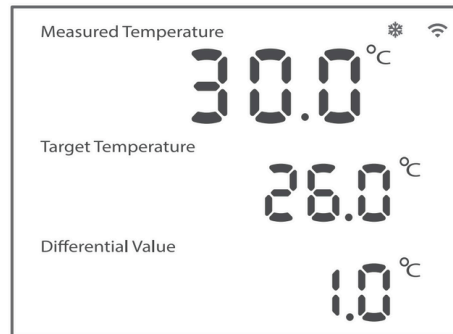 Measured Temperature
30.0°C
Target Temperature
26.0°C
Differential Value
1.0°C